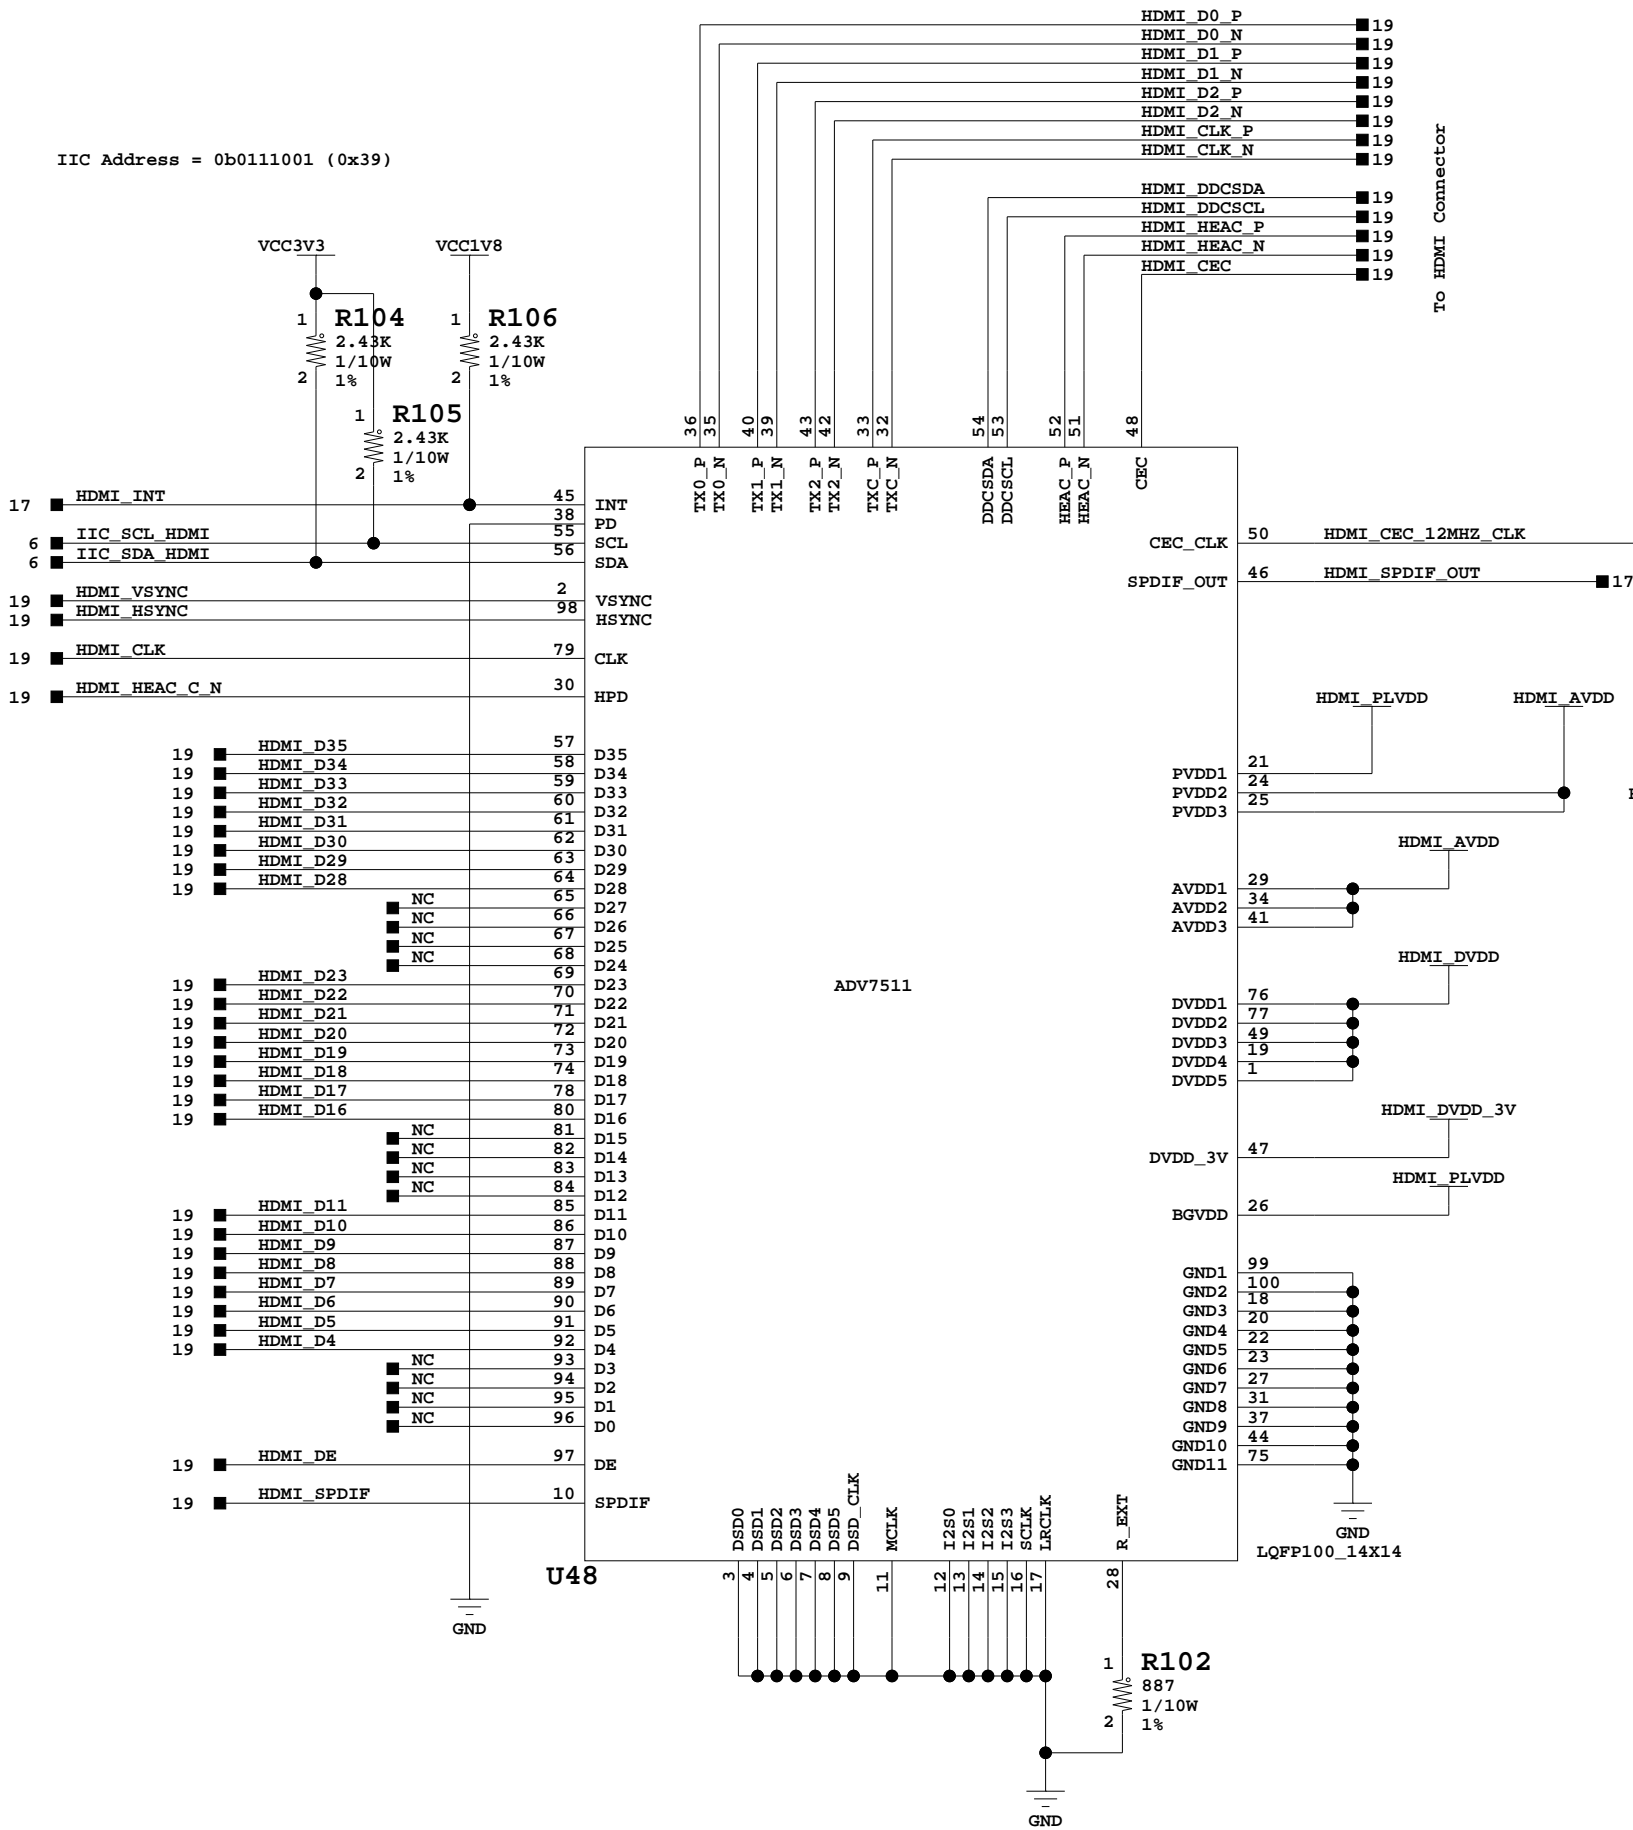 HDMI_D0_P 19
HDMI_D0_N 19
HDMI_D1_P 19
HDMI_D1_N 19
HDMI_D2_P 19
HDMI_D2_N 19
HDMI_CLK_P 19
HDMI_CLK_N 19
HDMI_DDCSDA 19
HDMI_DDCSCL 19
HDMI_HEAC_P 19
HDMI_HEAC_N 19
HDMI_CEC 19
To HDMI Connector
IIC Address = 0b0111001 (0x39)
VCC3V3
VCC1V8
1 R104
2.43K
1/10W
2 1%
1 R106
2.43K
1/10W
2 1%
1 R105
2.43K
1/10W
2 1%
36 35 40 39 43 42 33 32 54 53 52 51 48
TX0_P TX0_N TX1_P TX1_N TX2_P TX2_N TXC_P TXC_N DDCSDA DDCSCL HEAC_P HEAC_N CEC
17 HDMI_INT 45 INT
38 PD
6 IIC_SCL_HDMI 55 SCL
6 IIC_SDA_HDMI 56 SDA
19 HDMI_VSYNC 2 VSYNC
19 HDMI_HSYNC 98 HSYNC
19 HDMI_CLK 79 CLK
19 HDMI_HEAC_C_N 30 HPD
19 HDMI_D35 57 D35
19 HDMI_D34 58 D34
19 HDMI_D33 59 D33
19 HDMI_D32 60 D32
19 HDMI_D31 61 D31
19 HDMI_D30 62 D30
19 HDMI_D29 63 D29
19 HDMI_D28 64 D28
NC 65 D27
NC 66 D26
NC 67 D25
NC 68 D24
19 HDMI_D23 69 D23
19 HDMI_D22 70 D22
19 HDMI_D21 71 D21
19 HDMI_D20 72 D20
19 HDMI_D19 73 D19
19 HDMI_D18 74 D18
19 HDMI_D17 78 D17
19 HDMI_D16 80 D16
NC 81 D15
NC 82 D14
NC 83 D13
NC 84 D12
19 HDMI_D11 85 D11
19 HDMI_D10 86 D10
19 HDMI_D9 87 D9
19 HDMI_D8 88 D8
19 HDMI_D7 89 D7
19 HDMI_D6 90 D6
19 HDMI_D5 91 D5
19 HDMI_D4 92 D4
NC 93 D3
NC 94 D2
NC 95 D1
NC 96 D0
19 HDMI_DE 97 DE
19 HDMI_SPDIF 10 SPDIF
ADV7511
CEC_CLK 50 HDMI_CEC_12MHZ_CLK
SPDIF_OUT 46 HDMI_SPDIF_OUT 17
HDMI_PLVDD
HDMI_AVDD
PVDD1 21
PVDD2 24
PVDD3 25
HDMI_AVDD
AVDD1 29
AVDD2 34
AVDD3 41
HDMI_DVDD
DVDD1 76
DVDD2 77
DVDD3 49
DVDD4 19
DVDD5 1
HDMI_DVDD_3V
DVDD_3V 47
HDMI_PLVDD
BGVDD 26
GND1 99
GND2 100
GND3 18
GND4 20
GND5 22
GND6 23
GND7 27
GND8 31
GND9 37
GND10 44
GND11 75
GND
LQFP100_14X14
DSD0 DSD1 DSD2 DSD3 DSD4 DSD5 DSD_CLK MCLK I2S0 I2S1 I2S2 I2S3 SCLK LRCLK R_EXT
U48
3 4 5 6 7 8 9 11 12 13 14 15 16 17 28
GND
1 R102
887
1/10W
2 1%
GND